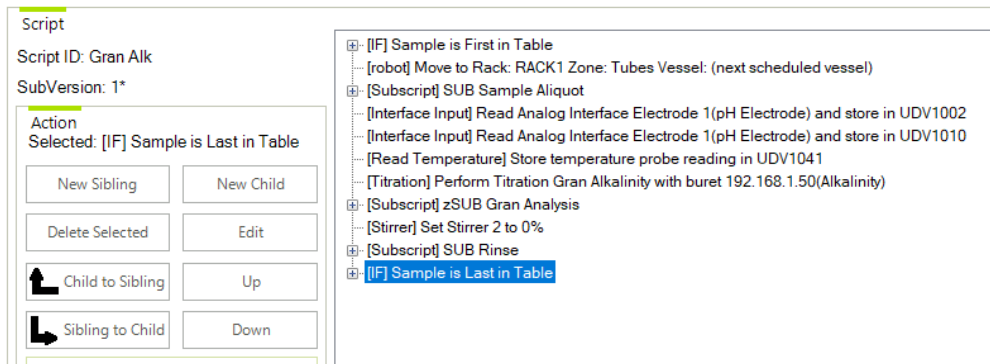 Script
Script ID: Gran Alk
SubVersion: 1*
Action
Selected: [IF] Sample is Last in Table
New Sibling
New Child
Delete Selected
Edit
Child to Sibling
Up
Sibling to Child
Down
[IF] Sample is First in Table
[robot] Move to Rack: RACK1 Zone: Tubes Vessel: (next scheduled vessel)
[Subscript] SUB Sample Aliquot
[Interface Input] Read Analog Interface Electrode 1(pH Electrode) and store in UDV1002
[Interface Input] Read Analog Interface Electrode 1(pH Electrode) and store in UDV1010
[Read Temperature] Store temperature probe reading in UDV1041
[Titration] Perform Titration Gran Alkalinity with buret 192.168.1.50(Alkalinity)
[Subscript] zSUB Gran Analysis
[Stirrer] Set Stirrer 2 to 0%
[Subscript] SUB Rinse
[IF] Sample is Last in Table